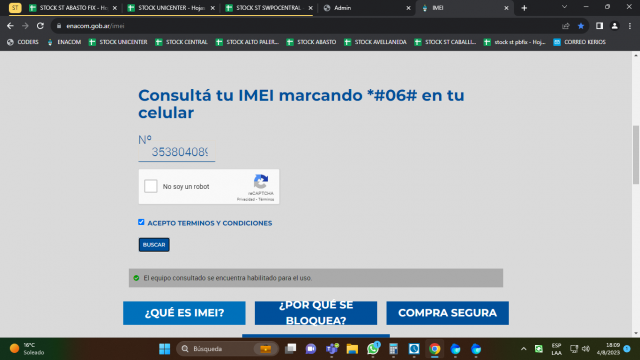 ST
STOCK ST ABASTO FIX - Hoj
STOCK UNICENTER - Hoja
STOCK ST SWPOCENTRAL
Admin
IMEI
enacom.gob.ar/imei
CODERS
ENACOM
STOCK UNICENTER
STOCK CENTRAL
STOCK ALTO PALER...
STOCK ABASTO
STOCK AVELLANEDA
STOCK ST CABALLI...
stock st pbfix - Hoj...
CORREO KERIOS
Consultá tu IMEI marcando *#06# en tu
celular
Nº
353804089
No soy un robot
reCAPTCHA
Privacidad - Términos
ACEPTO TERMINOS Y CONDICIONES
BUSCAR
El equipo consultado se encuentra habilitado para el uso.
¿QUÉ ES IMEI?
¿POR QUÉ SE
BLOQUEA?
COMPRA SEGURA
16°C
Soleado
Búsqueda
ESP
LAA
18:09
4/8/2023